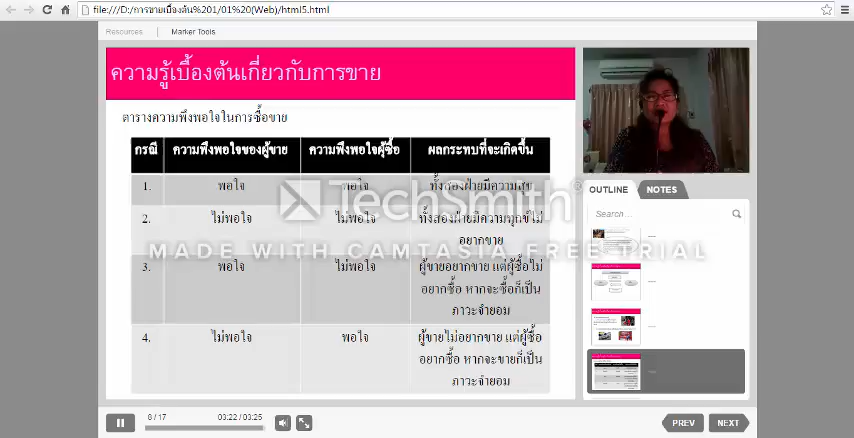 file:///D:/การขายเบื้องต้น%201/01%20(Web)/html5.html
Resources
Marker Tools
ความรู้เบื้องต้นเกี่ยวกับการขาย
ตารางความพึงพอใจในการซื้อขาย
กรณี ความพึงพอใจของผู้ขาย ความพึงพอใจผู้ซื้อ ผลกระทบที่จะเกิดขึ้น
1. พอใจ พอใจ ทั้งสองฝ่ายมีความสุข
2. ไม่พอใจ ไม่พอใจ ทั้งสองฝ่ายมีความทุกข์ไม่
อยากขาย
3. พอใจ ไม่พอใจ ผู้ขายอยากขาย แต่ผู้ซื้อไม่
อยากซื้อ หากจะซื้อก็เป็น
ภาวะจำยอม
4. ไม่พอใจ พอใจ ผู้ขายไม่อยากขาย แต่ผู้ซื้อ
อยากซื้อ หากจะขายก็เป็น
ภาวะจำยอม
TechSmith
MADE WITH CAMTASIA FREE TRIAL
OUTLINE
NOTES
Search ...
8 / 17
03:22 / 03:25
PREV
NEXT